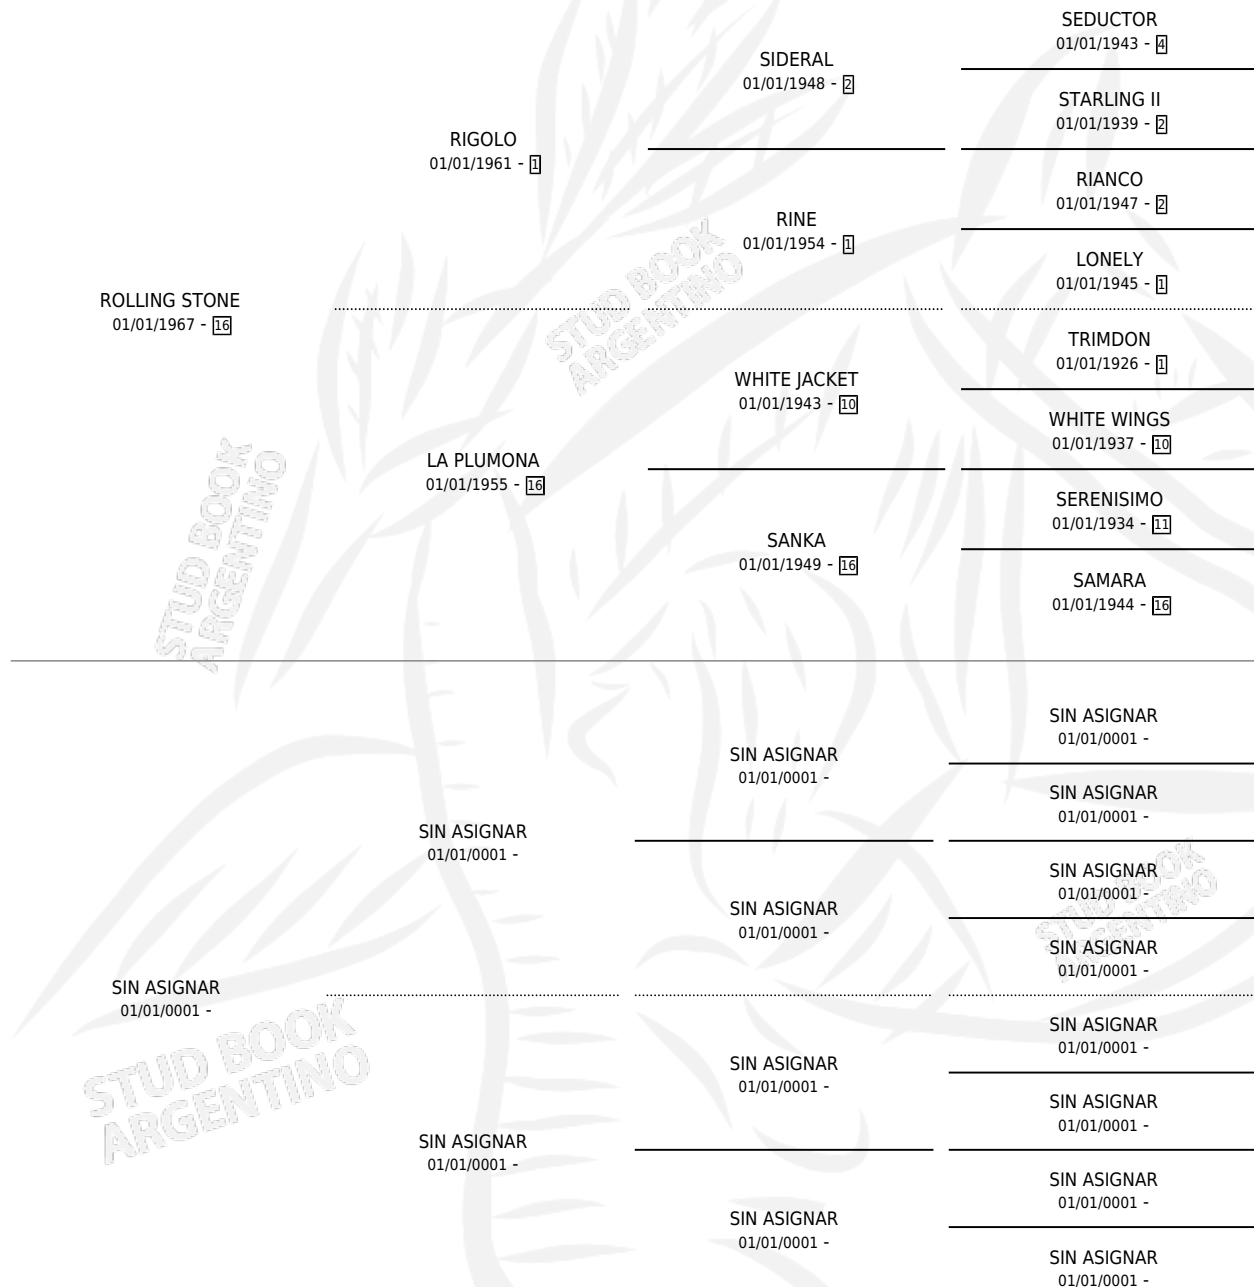 SEDUCTOR
01/01/1943 - 4
SIDERAL
01/01/1948 - 2
STARLING II
01/01/1939 - 2
RIGOLO
01/01/1961 - 1
RIANCO
01/01/1947 - 2
RINE
01/01/1954 - 1
LONELY
01/01/1945 - 1
ROLLING STONE
01/01/1967 - 16
TRIMDON
01/01/1926 - 1
WHITE JACKET
01/01/1943 - 10
WHITE WINGS
01/01/1937 - 10
LA PLUMONA
01/01/1955 - 16
SERENISIMO
01/01/1934 - 11
SANKA
01/01/1949 - 16
SAMARA
01/01/1944 - 16
STUD BOOK
ARGENTINO
STUD BOOK
ARGENTINO
SIN ASIGNAR
01/01/0001 -
SIN ASIGNAR
01/01/0001 -
SIN ASIGNAR
01/01/0001 -
SIN ASIGNAR
01/01/0001 -
SIN ASIGNAR
01/01/0001 -
SIN ASIGNAR
01/01/0001 -
SIN ASIGNAR
01/01/0001 -
SIN ASIGNAR
01/01/0001 -
SIN ASIGNAR
01/01/0001 -
SIN ASIGNAR
01/01/0001 -
SIN ASIGNAR
01/01/0001 -
SIN ASIGNAR
01/01/0001 -
SIN ASIGNAR
01/01/0001 -
SIN ASIGNAR
01/01/0001 -
SIN ASIGNAR
01/01/0001 -
STUD BOOK
ARGENTINO
STUD BOOK
ARGENTINO